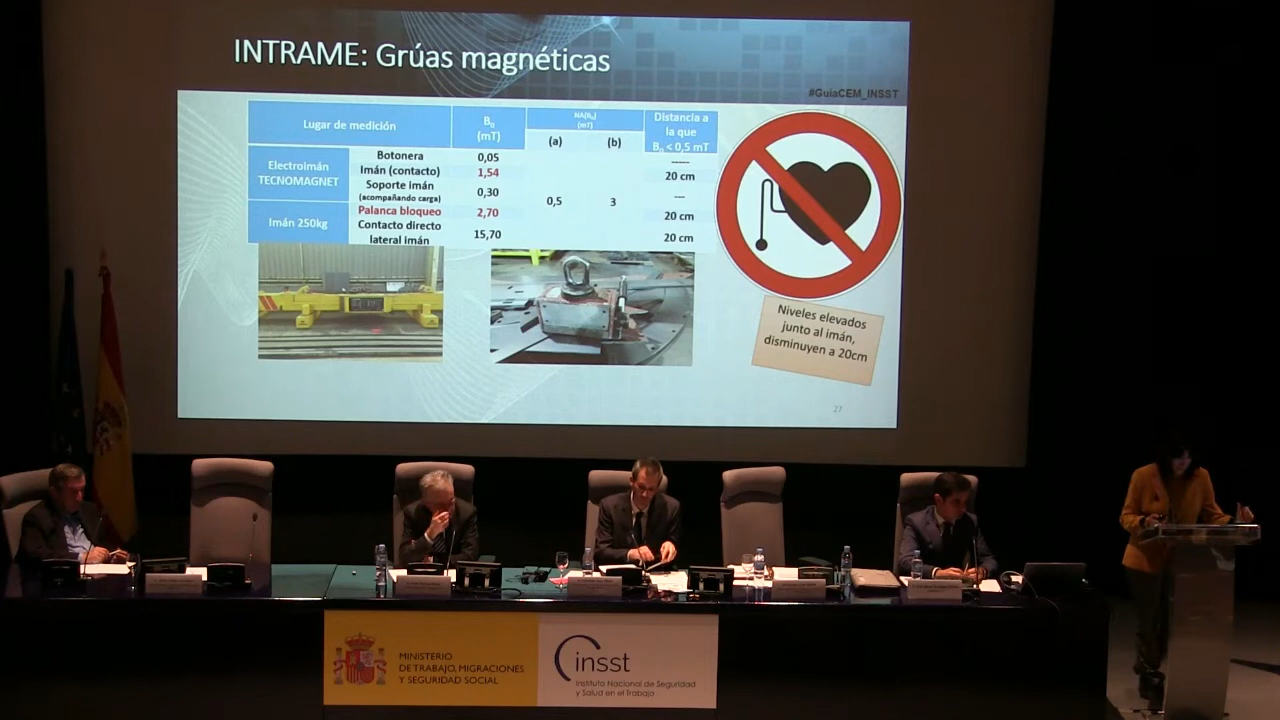 INTRAME: Grúas magnéticas
#GuiaCEM_INSST
Lugar de medición
B₀
(mT)
NA(B₀)
(mT)
(a)
(b)
Distancia a
la que
B₀ < 0,5 mT
Electroimán
TECNOMAGNET
Botonera
0,05
-----
Imán (contacto)
1,54
20 cm
Soporte imán
(acompañando carga)
0,30
---
0,5
3
Imán 250kg
Palanca bloqueo
2,70
20 cm
Contacto directo
lateral imán
15,70
20 cm
Niveles elevados
junto al imán,
disminuyen a 20cm
27
MINISTERIO
DE TRABAJO, MIGRACIONES
Y SEGURIDAD SOCIAL
insst
Instituto Nacional de Seguridad
y Salud en el Trabajo